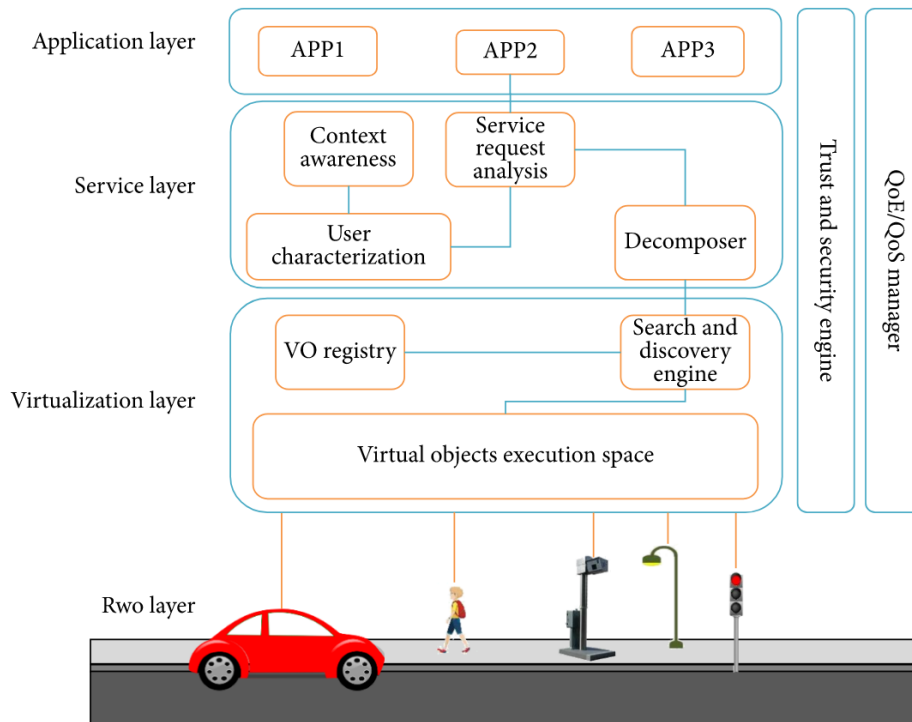 Application layer
APP1
APP2
APP3
Service layer
Context
awareness
Service
request
analysis
User
characterization
Decomposer
Virtualization layer
VO registry
Search and
discovery
engine
Virtual objects execution space
Rwo layer
Trust and security engine
QoE/QoS manager